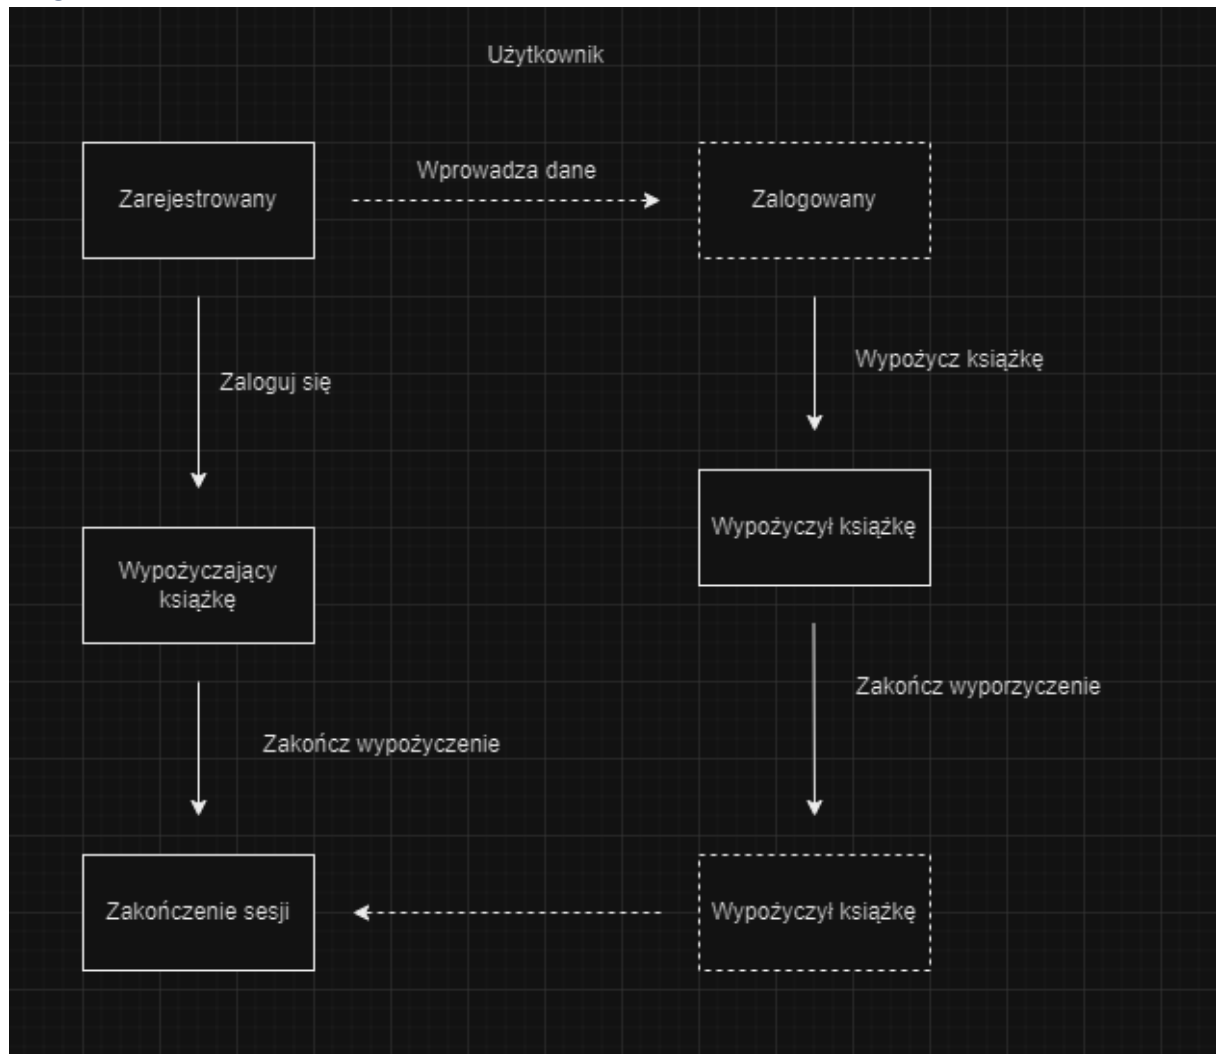 Użytkownik
Zarejestrowany
Wprowadza dane
Zalogowany
Zaloguj się
Wypożycz książkę
Wypożyczający
książkę
Wypożyczył książkę
Zakończ wypożyczenie
Zakończ wyporzyczenie
Zakończenie sesji
Wypożyczył książkę